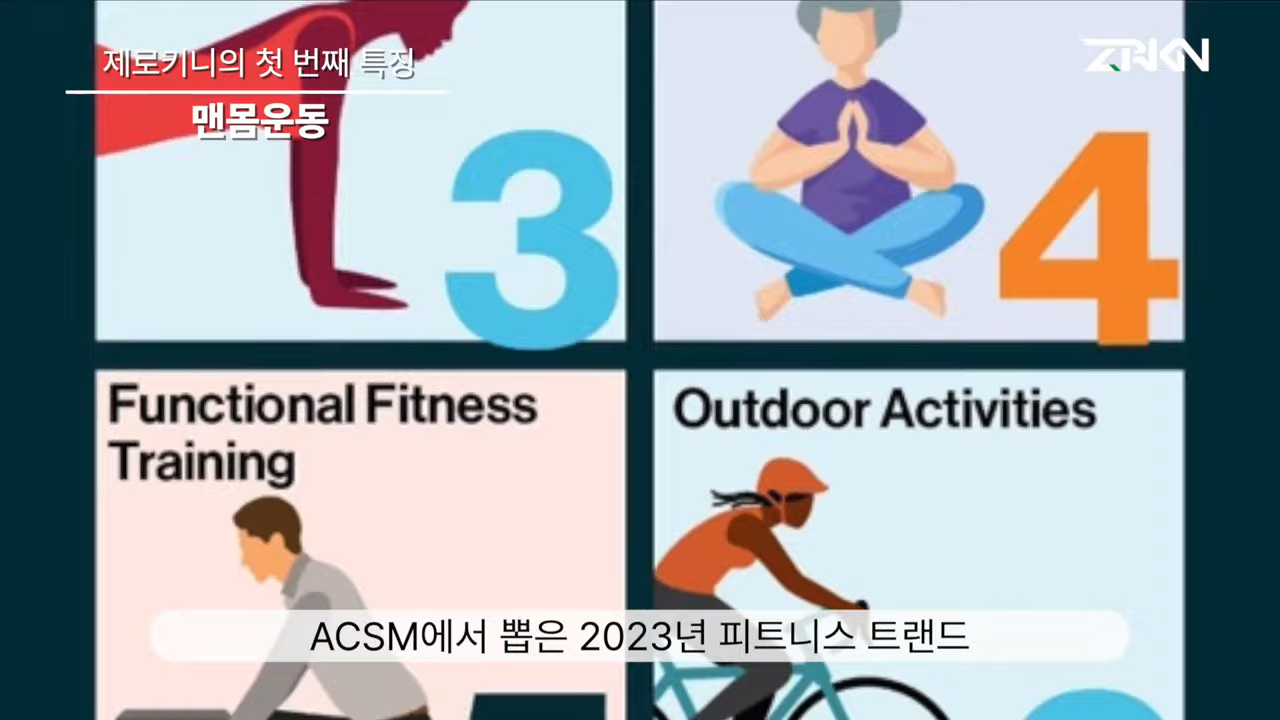 제로키니의 첫 번째 특징
맨몸운동
ZRKN
3
4
Functional Fitness
Training
Outdoor Activities
ACSM에서 뽑은 2023년 피트니스 트랜드